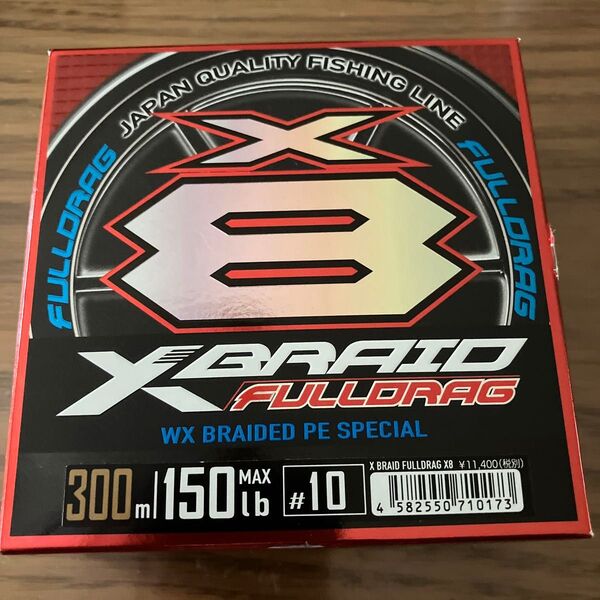 JAPAN QUALITY FISHING LINE
FULLDRAG
FULLDRAG
X
8
XBRAID
FULLDRAG
WX BRAIDED PE SPECIAL
300m 150 MAX lb #10
X BRAID FULLDRAG X8 ¥11,400(税別)
4 582550 710173